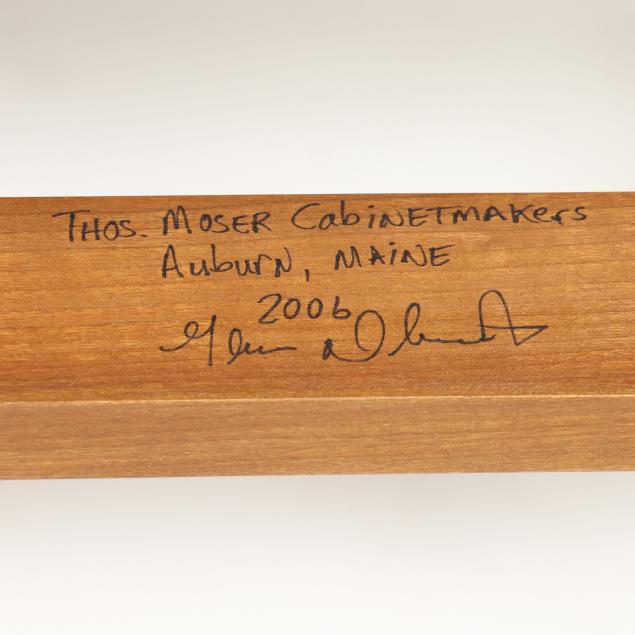 THOS. MOSER CabiNETMAKers
AubURN, MAiNE
2006